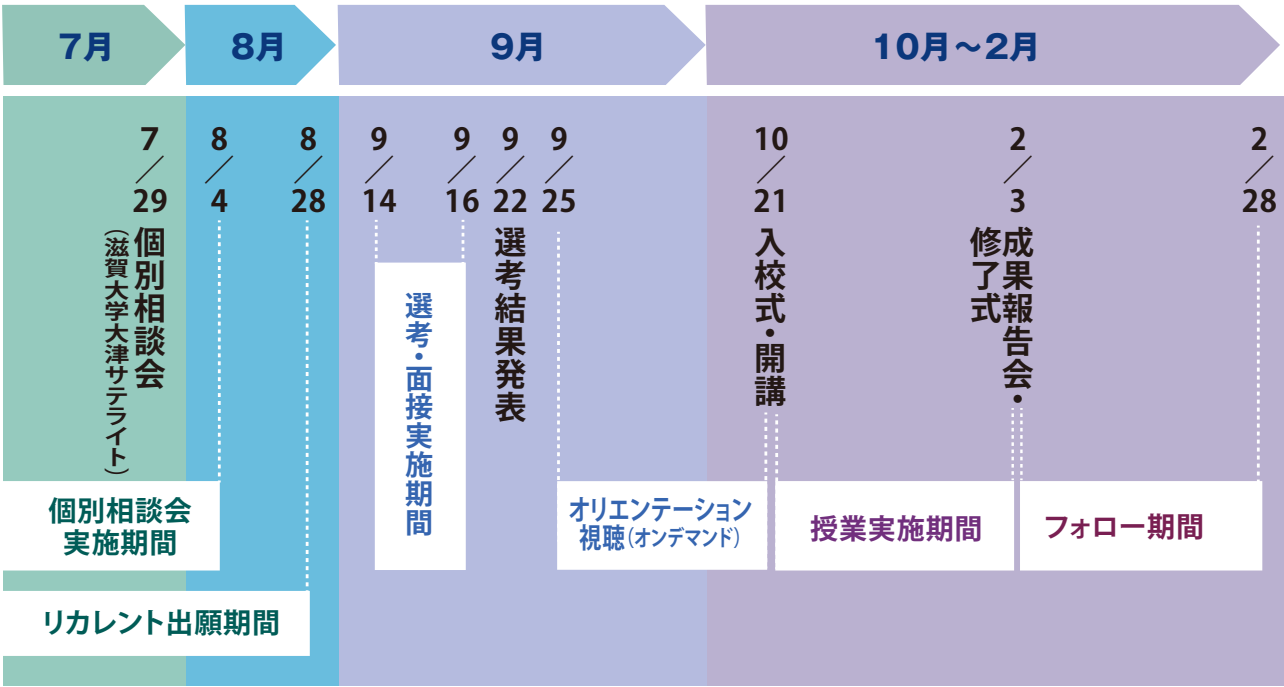 7月
8月
9月
10月〜2月
7/29
個別相談会
（滋賀大学大津サテライト）
8/4
8/28
9/14
9/16
9/22
選考結果発表
9/25
10/21
入校式・開講
2/3
成果報告会・
修了式
2/28
選考・面接実施期間
個別相談会
実施期間
オリエンテーション
視聴（オンデマンド）
授業実施期間
フォロー期間
リカレント出願期間